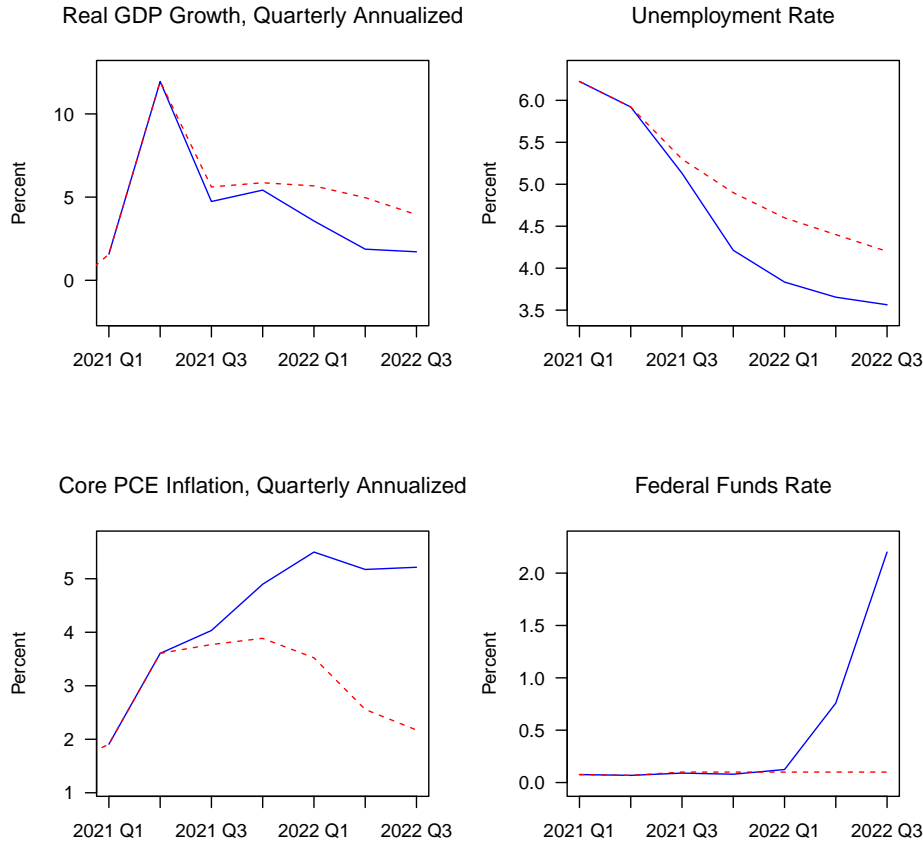 Real GDP Growth, Quarterly Annualized
Percent
10
5
0
2021 Q1
2021 Q3
2022 Q1
2022 Q3
Unemployment Rate
Percent
6.0
5.5
5.0
4.5
4.0
3.5
2021 Q1
2021 Q3
2022 Q1
2022 Q3
Core PCE Inflation, Quarterly Annualized
Percent
5
4
3
2
1
2021 Q1
2021 Q3
2022 Q1
2022 Q3
Federal Funds Rate
Percent
2.0
1.5
1.0
0.5
0.0
2021 Q1
2021 Q3
2022 Q1
2022 Q3